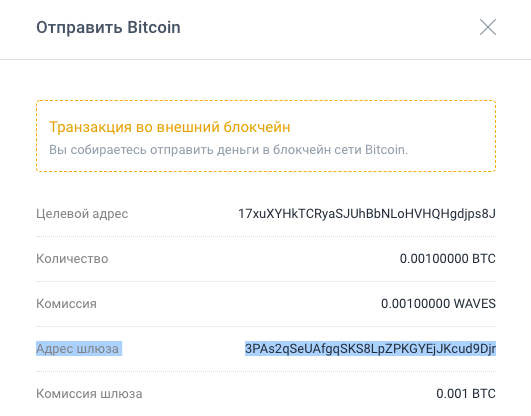 Отправить Bitcoin
Транзакция во внешний блокчейн
Вы собираетесь отправить деньги в блокчейн сети Bitcoin.
Целевой адрес 17xuXYHkTCRyaSJUhBbNLoHVHQHgdjps8J
Количество 0.00100000 BTC
Комиссия 0.00100000 WAVES
Адрес шлюза 3PAs2qSeUAfgqSKS8LpZPKGYEjJKcud9Djr
Комиссия шлюза 0.001 BTC